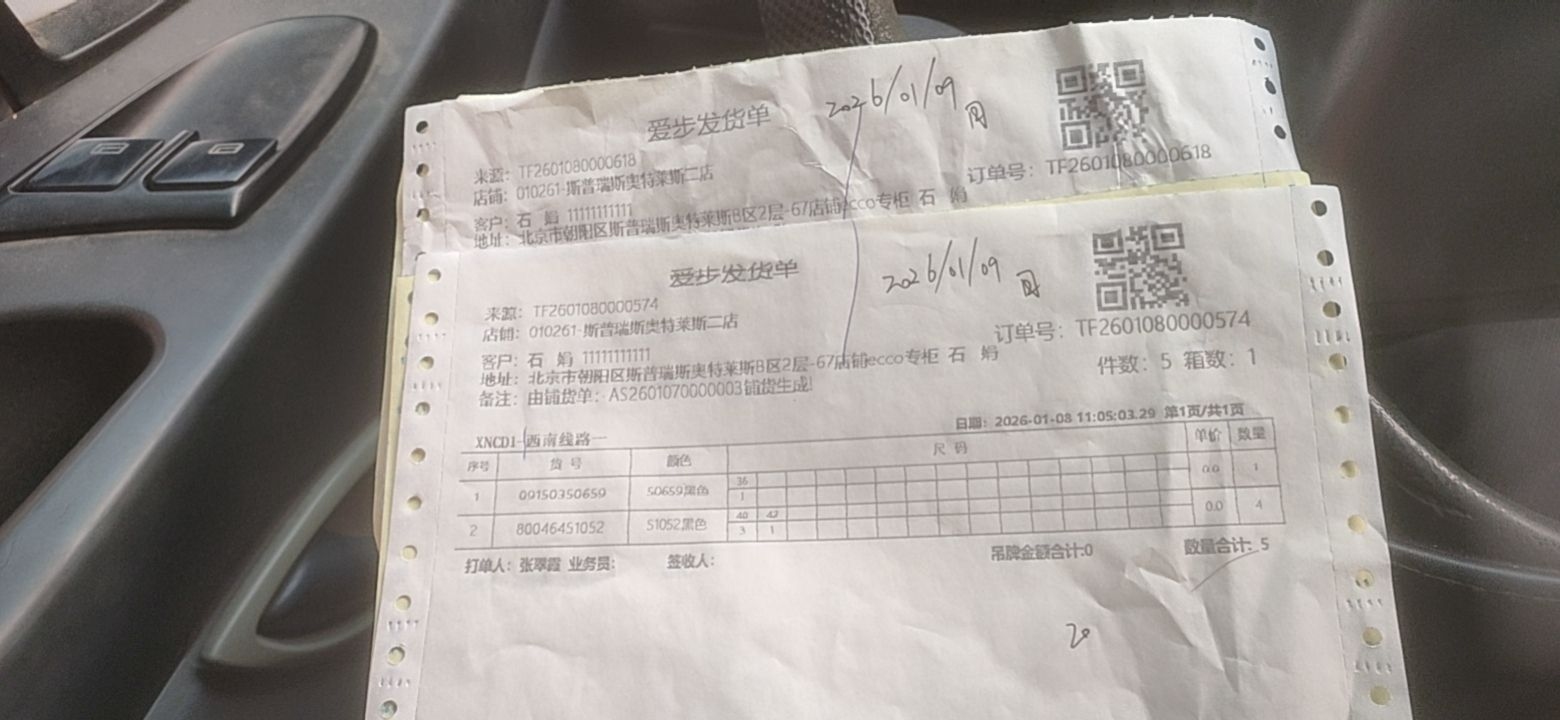 爱步发货单 2026/01/09
来源：TF2601080000618
店铺：010261-斯普瑞斯奥特莱斯二店
订单号：TF2601080000618
客户：石 娟 11111111111
地址：北京市朝阳区斯普瑞斯奥特莱斯B区2层-67店铺ecco专柜 石 娟
爱步发货单 2026/01/09
来源：TF2601080000574
店铺：010261-斯普瑞斯奥特莱斯二店
订单号：TF2601080000574
客户：石 娟 11111111111
件数：5 箱数：1
地址：北京市朝阳区斯普瑞斯奥特莱斯B区2层-67店铺ecco专柜 石 娟
备注：由铺货单：AS2601070000003铺货生成!
日期：2026-01-08 11:05:03.29 第1页/共1页
XNCD1-西南线路一
序号 货号 颜色 尺码 单价 数量
36
1 09150350659 50659黑色 1 0.0 1
40 42
2 80046451052 51052黑色 3 1 0.0 4
打单人：张翠霞 业务员： 签收人： 吊牌金额合计:0 数量合计：5